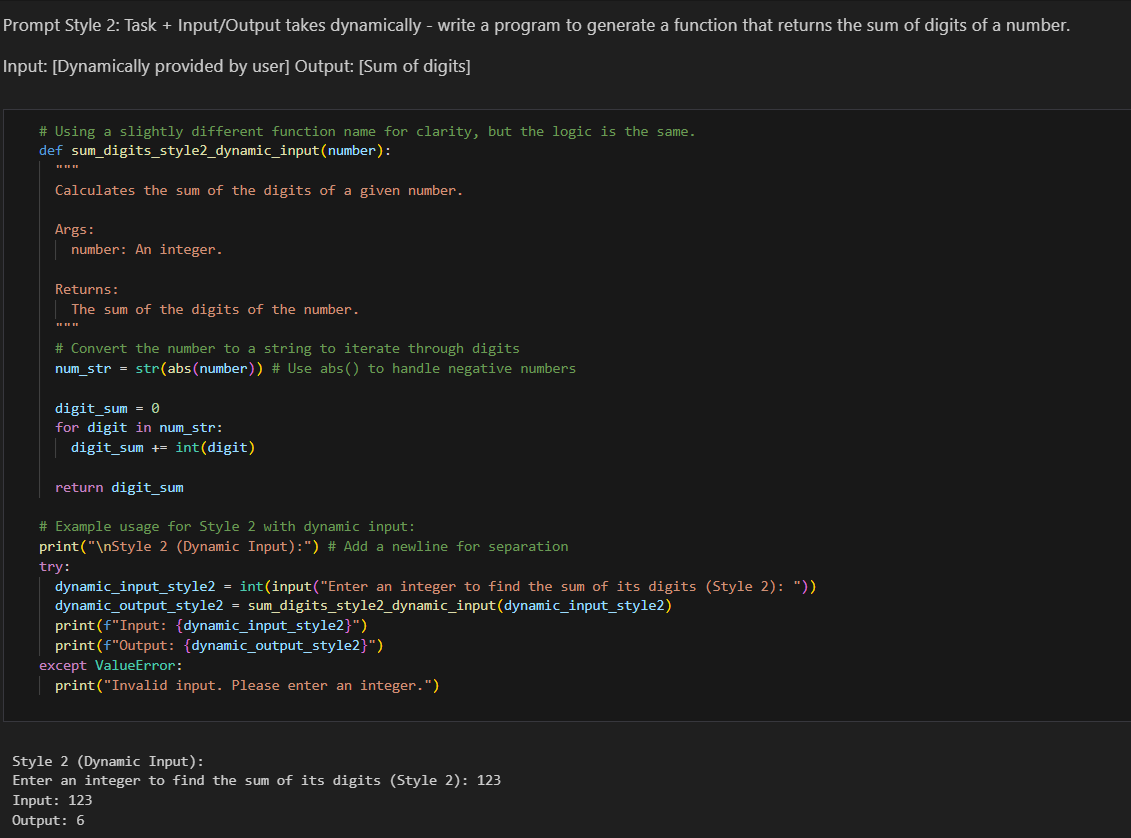 Prompt Style 2: Task + Input/Output takes dynamically - write a program to generate a function that returns the sum of digits of a number.
Input: [Dynamically provided by user] Output: [Sum of digits]
# Using a slightly different function name for clarity, but the logic is the same.
def sum_digits_style2_dynamic_input(number):
"""
Calculates the sum of the digits of a given number.
Args:
number: An integer.
Returns:
The sum of the digits of the number.
"""
# Convert the number to a string to iterate through digits
num_str = str(abs(number)) # Use abs() to handle negative numbers
digit_sum = 0
for digit in num_str:
digit_sum += int(digit)
return digit_sum
# Example usage for Style 2 with dynamic input:
print("\nStyle 2 (Dynamic Input):") # Add a newline for separation
try:
dynamic_input_style2 = int(input("Enter an integer to find the sum of its digits (Style 2): "))
dynamic_output_style2 = sum_digits_style2_dynamic_input(dynamic_input_style2)
print(f"Input: {dynamic_input_style2}")
print(f"Output: {dynamic_output_style2}")
except ValueError:
print("Invalid input. Please enter an integer.")
Style 2 (Dynamic Input):
Enter an integer to find the sum of its digits (Style 2): 123
Input: 123
Output: 6